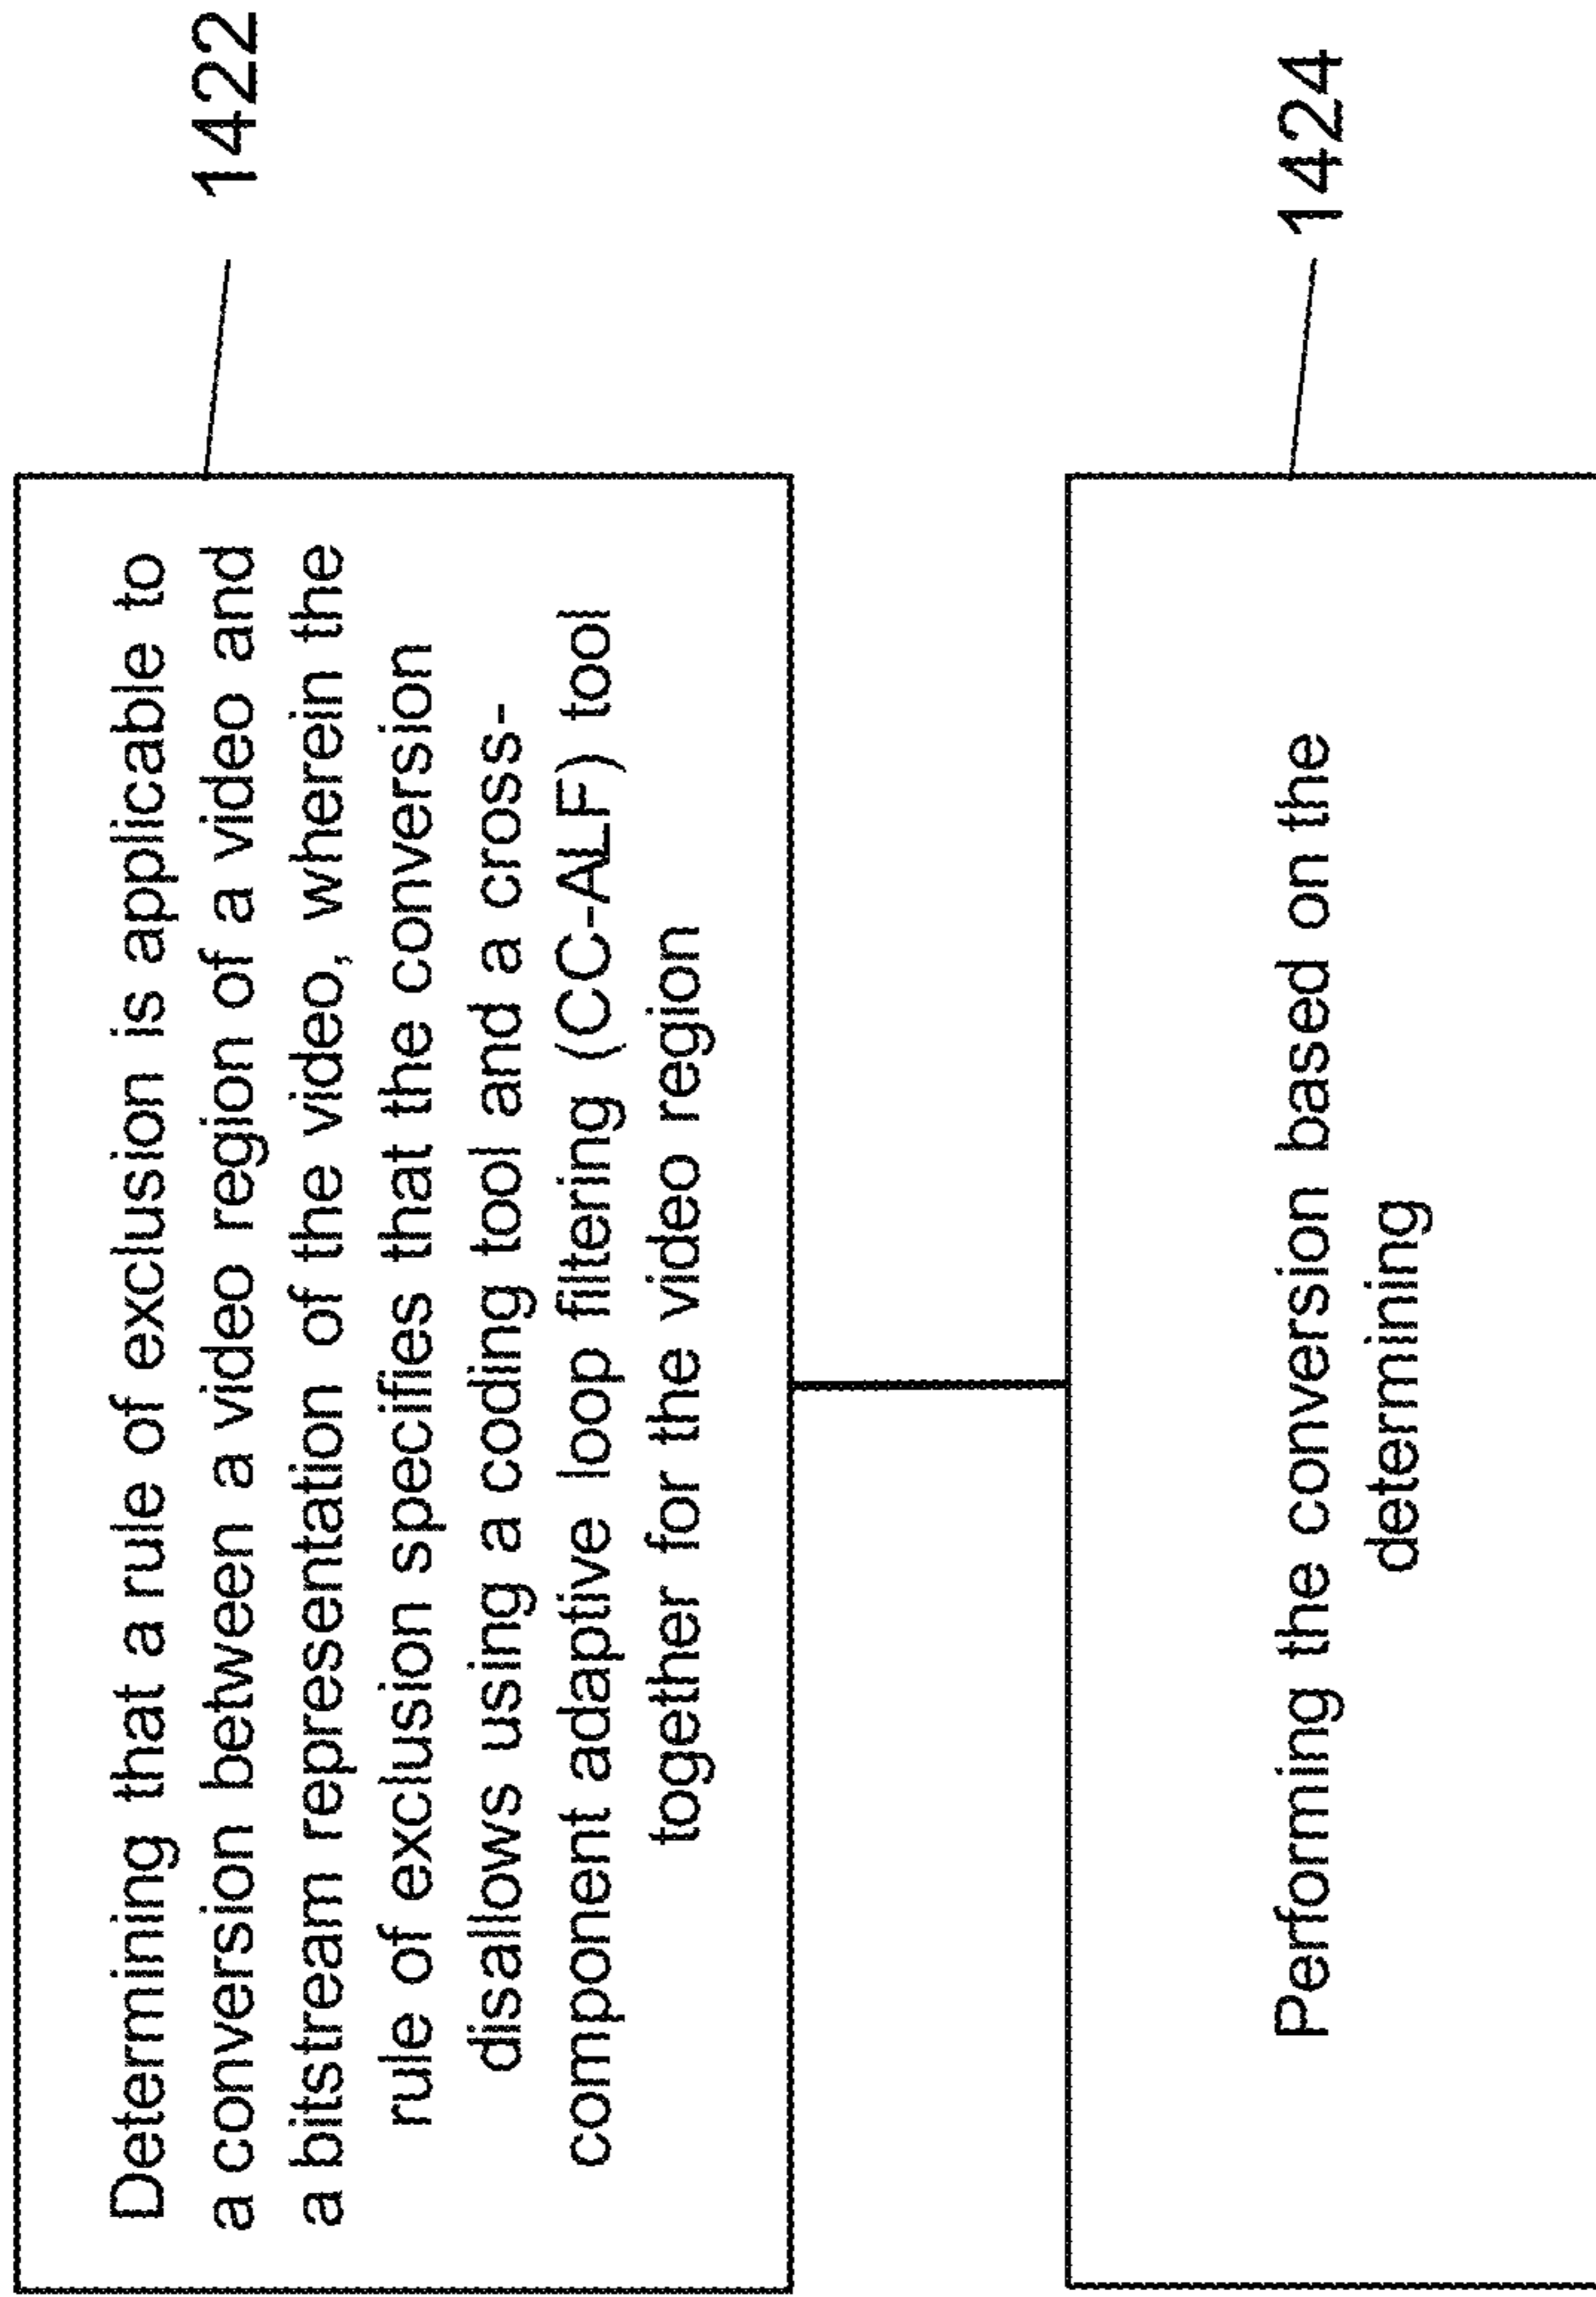 Determining that a rule of exclusion is applicable to
a conversion between a video region of a video and
a bitstream representation of the video, wherein the
rule of exclusion specifies that the conversion
disallows using a coding tool and a cross-
component adaptive loop filtering (CC-ALF) tool
together for the video region
1422
Performing the conversion based on the
determining
1424